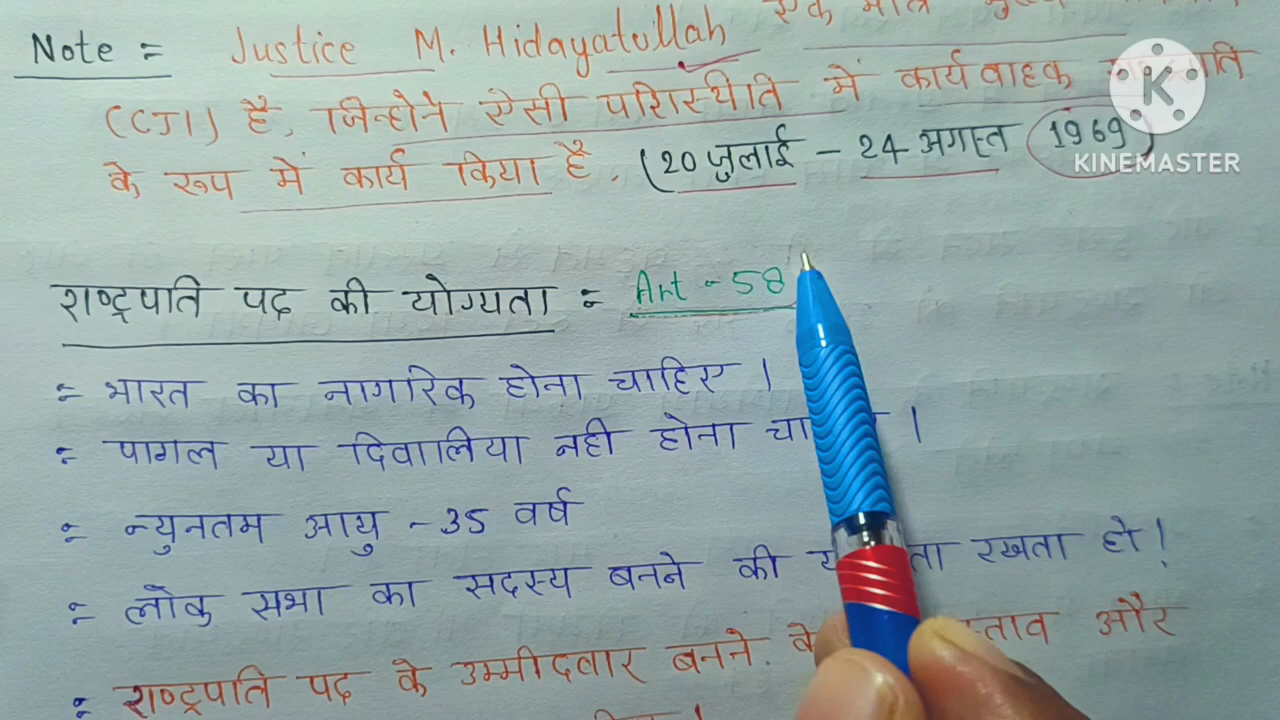 Note = Justice M. Hidayatullah एक मात्र
(CJI) है, जिन्होने ऐसी परिस्थिति में कार्यवाहक
के रूप में कार्य किया है. (20 जुलाई - 24 अगस्त 1969)
KINEMASTER
राष्ट्रपति पद की योग्यता = Art - 58
= भारत का नागरिक होना चाहिए।
= पागल या दिवालिया नही होना
= न्युनतम आयु - 35 वर्ष
= लोक सभा का सदस्य बनने की रखता हो!
= राष्ट्रपति पद के उम्मीदवार बनने और